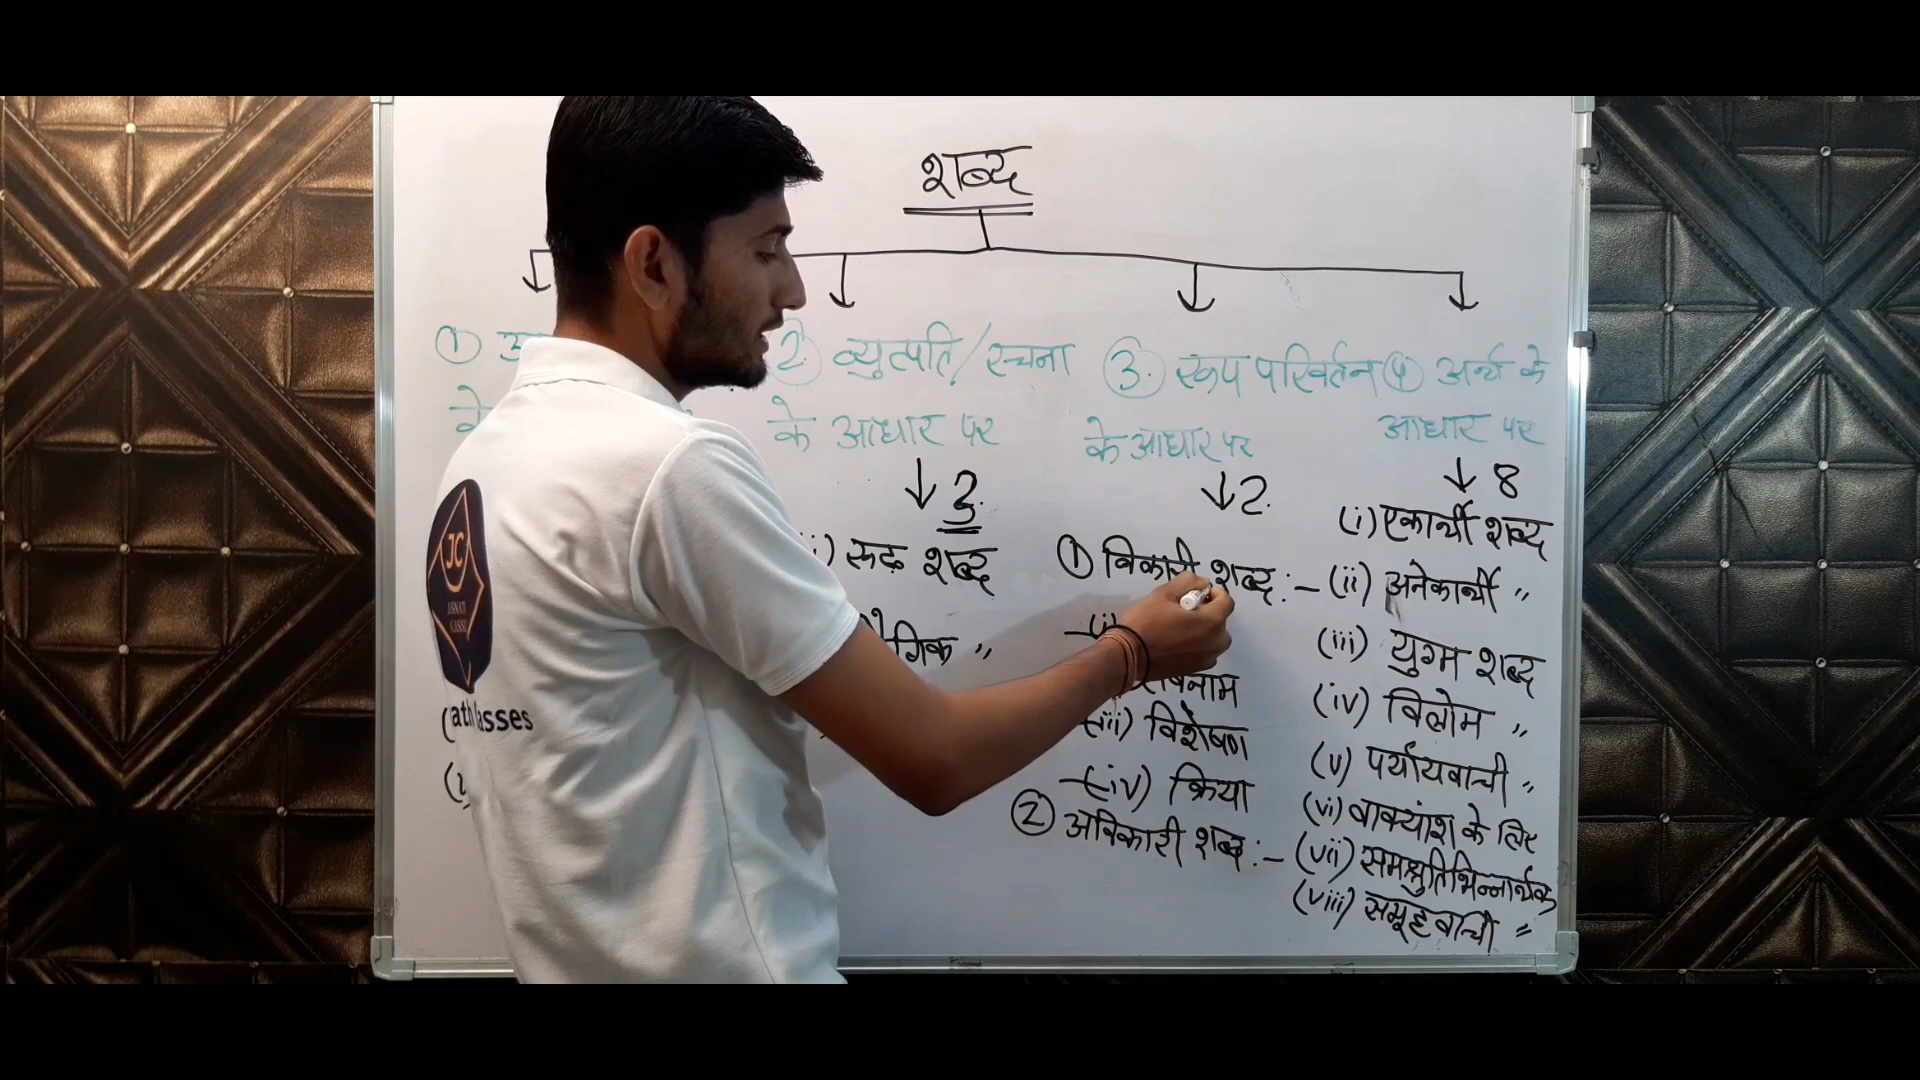 शब्द
①
② व्युत्पति/रचना
के आधार पर
↓ 3
रूढ़ शब्द
गिक "
③ रूप परिवर्तन
के आधार पर
↓ 2.
① विकारी शब्द :-
(i)
र्वनाम
(iii) विशेषण
(iv) क्रिया
② अविकारी शब्द :-
④ अर्थ के
आधार पर
↓ 8
(i) एकार्थी शब्द
(ii) अनेकार्थी "
(iii) युग्म शब्द
(iv) विलोम "
(v) पर्यायवाची "
(vi) वाक्यांश के लिए
(vii) समश्रुतिभिन्नार्थक
(viii) समूहवाची "
JC
JASNATH
asses